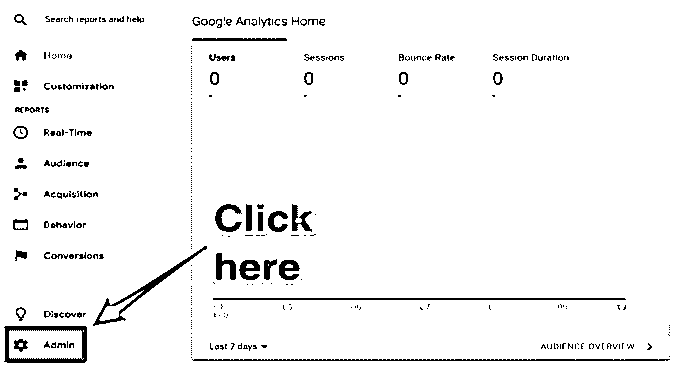 Search reports and help
Home
Customization
REPORTS
Real-Time
Audience
Acquisition
Behavior
Conversions
Discover
Admin
Google Analytics Home
Users Sessions Bounce Rate Session Duration
0 0 0 0
Click
here
Last 7 days
AUDIENCE OVERVIEW